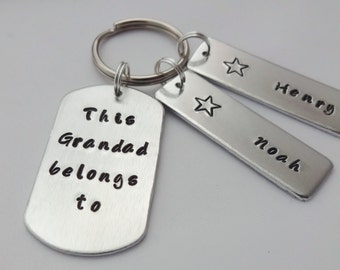 This
Grandad
belongs
to
Henry
Noah